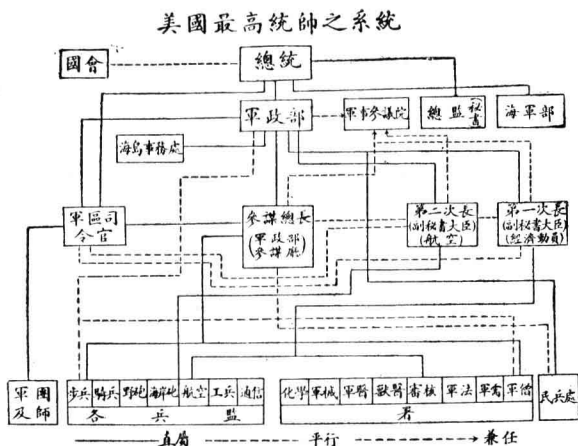 美國最高統帥之系統
國會
總統
軍政部
軍事參議院
總監(秘書)
海軍部
海島事務處
軍區司
令官
參謀總長
(軍政部
參謀廳)
第二次長
(副秘書大臣)
(航空)
第一次長
(副秘書大臣)
(經濟動員)
軍團
及師
步兵 騎兵 野砲 海岸砲 航空 工兵 通信
各兵監
化學 軍械 軍醫 獸醫 審核 軍法 軍需 軍僧
署
民兵處
直屬 平行 兼任